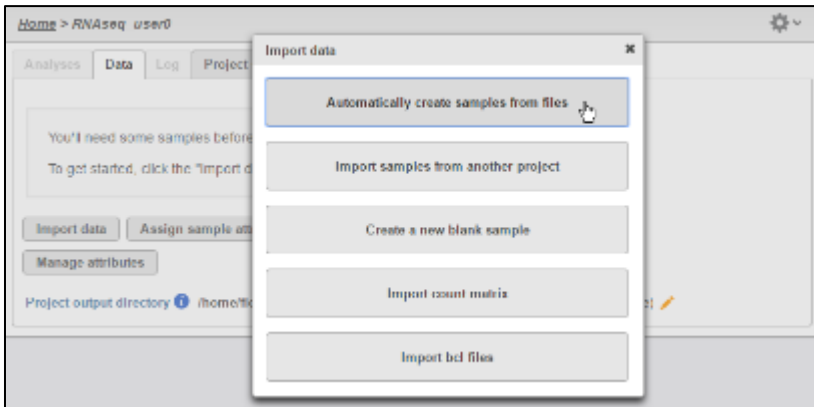 Home > RNAseq user0
Analyses Data Log Project
You'll need some samples before
To get started, click the "Import d
Import data Assign sample att
Manage attributes
Project output directory /home/flo
Import data
Automatically create samples from files
Import samples from another project
Create a new blank sample
Import count matrix
Import bcl files